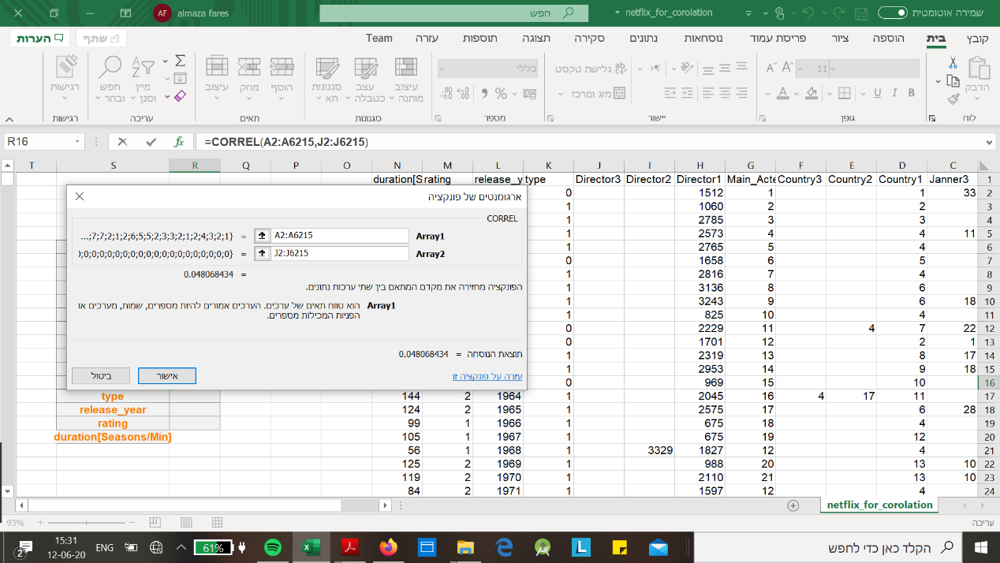 almaza fares AF חפש netflix_for_corolation שמירה אוטומטית
קובץ בית הוספה ציור פריסת עמוד נוסחאות נתונים סקירה תצוגה תוספות עזרה Team שתף הערות
הדבק 11 גלישת טקסט כללי עיצוב מותנה עצב כטבלה סגנונות תא הוסף מחק עיצוב מיין וסנן חפש ובחר רגישות
B I U A מזג ומרכז %
לוח גופן יישור מספר סגנונות תאים עריכה רגישות
R16 fx =CORREL(A2:A6215,J2:J6215)
T S R Q P O N M L K J I H G F E D C
duration[S rating release_y type Director3 Director2 Director1 Main_Acte Country3 Country2 Country1 Janner3 1
0 1512 1 1 33 2
1 1060 2 2 3
1 2785 3 3 4
1 2573 4 4 11 5
1 2765 5 4 6
0 1658 6 5 7
1 2816 7 4 8
1 3136 8 6 9
1 3243 9 6 18 10
1 825 10 4 11
0 2229 11 4 7 22 12
0 1701 12 2 1 13
1 2319 13 8 17 14
1 2953 14 9 18 15
0 969 15 10 16
type 144 2 1964 1 2045 16 4 17 11 17
release_year 124 2 1965 1 2575 17 6 28 18
rating 99 1 1966 1 675 18 4 19
duration[Seasons/Min] 105 1 1967 1 675 19 12 20
56 1 1968 1 3329 1827 12 4 21
125 2 1969 1 988 20 13 10 22
119 2 1970 1 2110 21 13 10 23
84 2 1971 1 1597 12 4 24
ארגומנטים של פונקציה
CORREL
Array1 A2:A6215 = {1;2;3;4;2;1;2;3;3;2;5;5;6;2;1;2;7;7;...
Array2 J2:J6215 = {0;0;0;0;0;0;0;0;0;0;0;0;0;0;0;0;0;0;0;0
= 0.048068434
הפונקציה מחזירה את מקדם המתאם בין שתי ערכות נתונים.
Array1 הוא טווח תאים של ערכים. הערכים אמורים להיות מספרים, שמות, מערכים או
הפניות המכילות מספרים.
תוצאת הנוסחה = 0.048068434
עזרה על פונקציה זו
אישור ביטול
netflix_for_corolation
עריכה 93%
הקלד כאן כדי לחפש 61% ENG 15:31
12-06-20 2